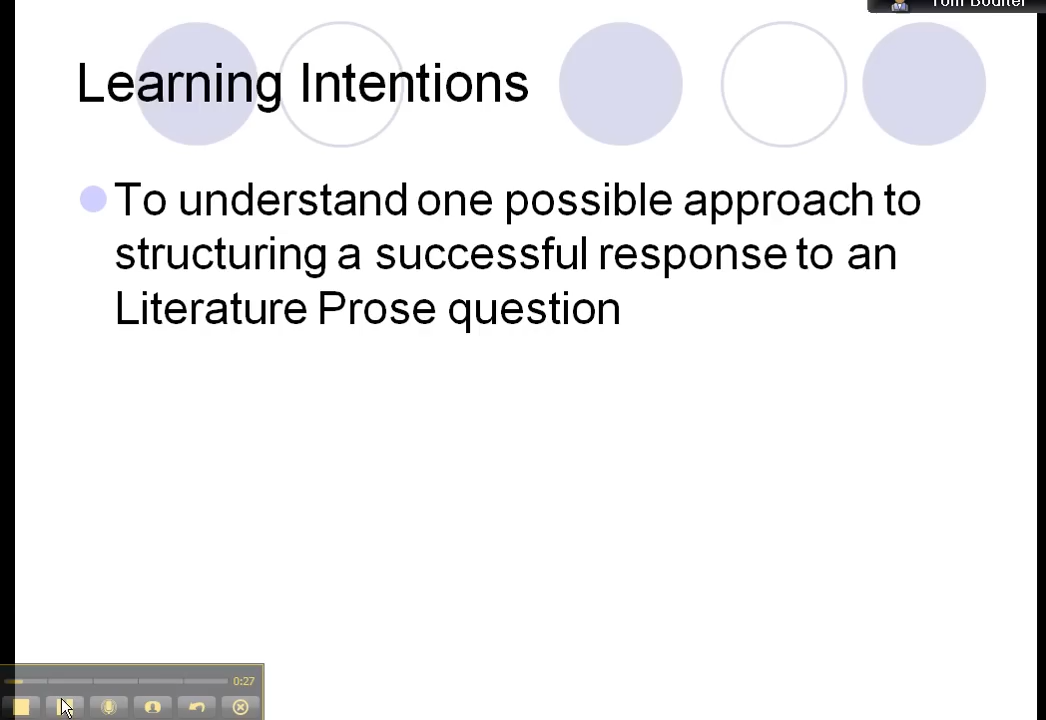 Learning Intentions
To understand one possible approach to
structuring a successful response to an
Literature Prose question
0:27